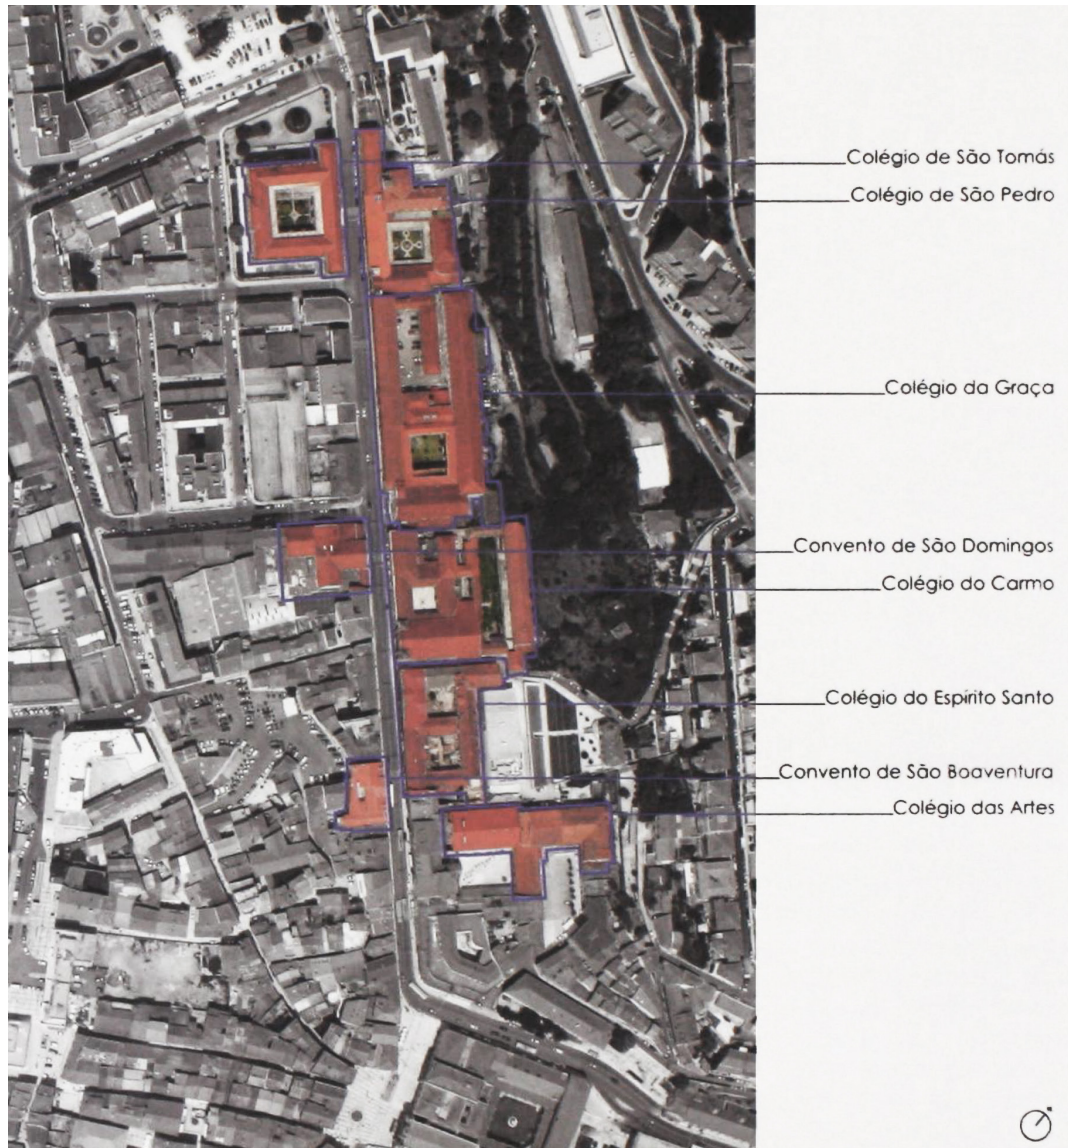 Colégio de São Tomás
Colégio de São Pedro
Colégio da Graça
Convento de São Domingos
Colégio do Carmo
Colégio do Espírito Santo
Convento de São Boaventura
Colégio das Artes